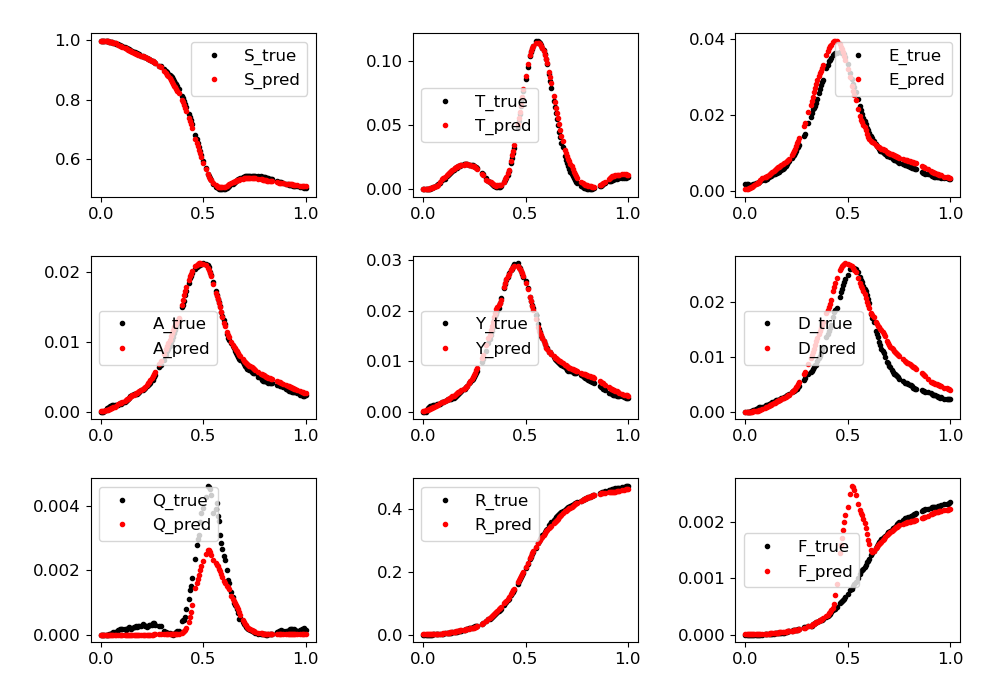 1.0
0.8
0.6
0.0 0.5 1.0
S_true
S_pred
0.10
0.05
0.00
0.0 0.5 1.0
T_true
T_pred
0.04
0.02
0.00
0.0 0.5 1.0
E_true
E_pred
0.02
0.01
0.00
0.0 0.5 1.0
A_true
A_pred
0.03
0.02
0.01
0.00
0.0 0.5 1.0
Y_true
Y_pred
0.02
0.01
0.00
0.0 0.5 1.0
D_true
D_pred
0.004
0.002
0.000
0.0 0.5 1.0
Q_true
Q_pred
0.4
0.2
0.0
0.0 0.5 1.0
R_true
R_pred
0.002
0.001
0.000
0.0 0.5 1.0
F_true
F_pred